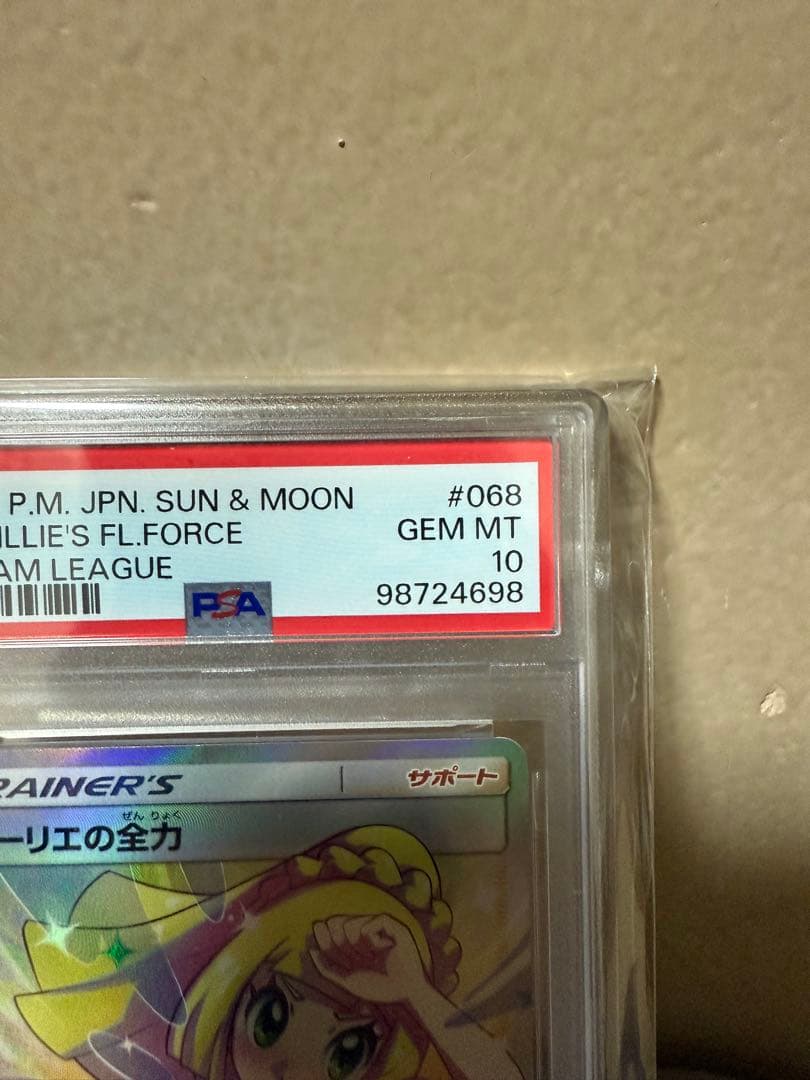 P.M. JPN. SUN & MOON #068
ILLIE'S FL.FORCE GEM MT
AM LEAGUE 10
PSA 98724698
RAINER'S サポート
ぜんりょく
ーリエの全力